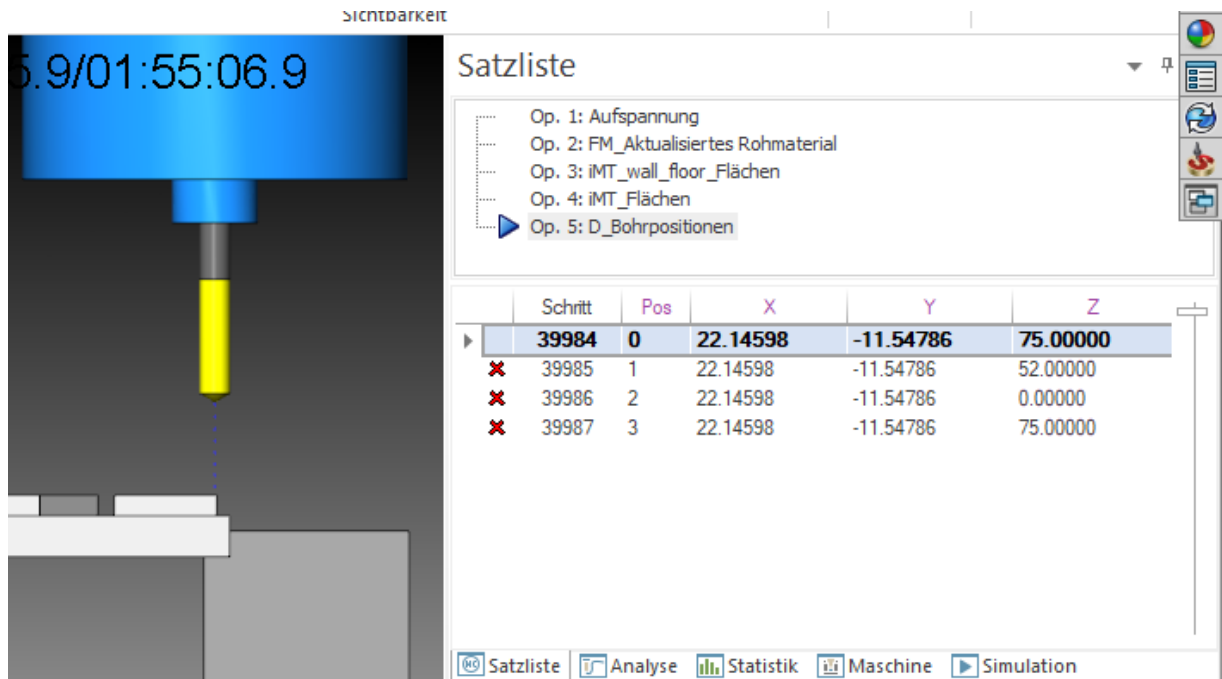 Sichtbarkeit
5.9/01:55:06.9
Satzliste
Op. 1: Aufspannung
Op. 2: FM_Aktualisiertes Rohmaterial
Op. 3: iMT_wall_floor_Flächen
Op. 4: iMT_Flächen
Op. 5: D_Bohrpositionen
Schritt Pos X Y Z
39984 0 22.14598 -11.54786 75.00000
39985 1 22.14598 -11.54786 52.00000
39986 2 22.14598 -11.54786 0.00000
39987 3 22.14598 -11.54786 75.00000
Satzliste Analyse Statistik Maschine Simulation